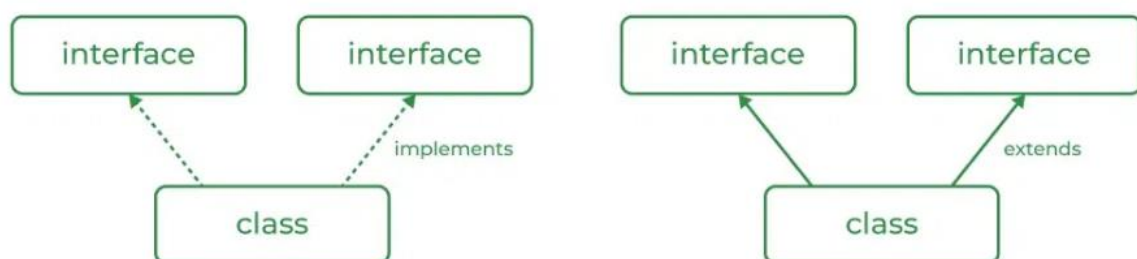 interface
interface
implements
class
interface
interface
extends
class